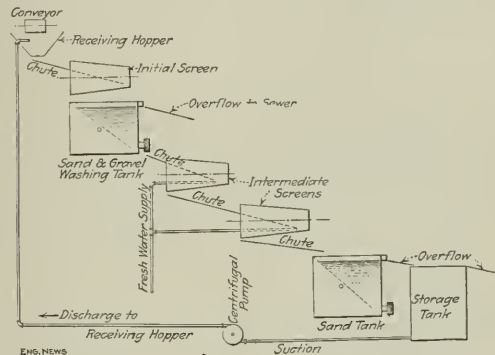 Conveyor
Receiving Hopper
Chute
Initial Screen
Overflow to Sewer
Sand & Gravel
Washing Tank
Chute
Intermediate
Screens
Chute
Fresh Water Supply
Chute
Overflow
Centrifugal
Pump
Storage
Tank
Sand Tank
Discharge to
Receiving Hopper
Suction
ENG. NEWS